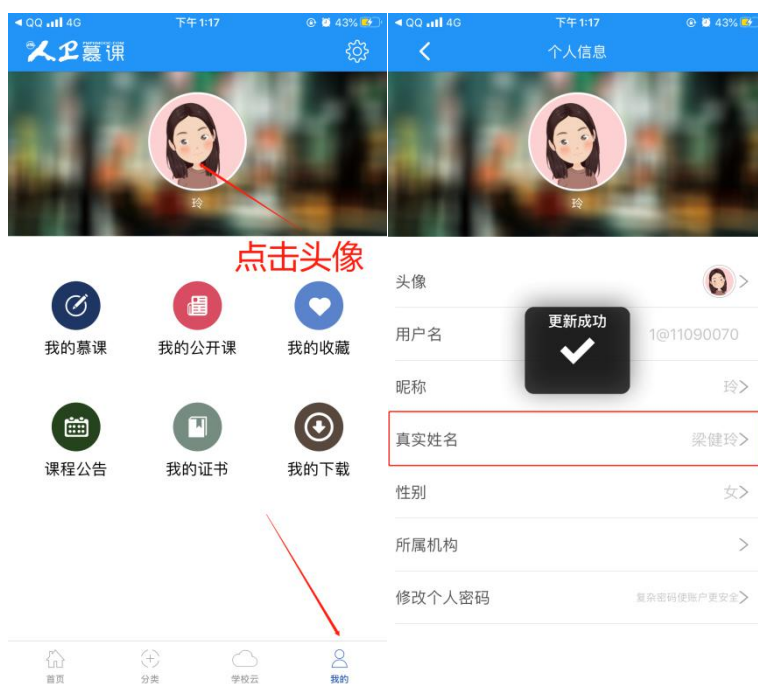 QQ 4G 下午1:17 43%
人卫慕课
玲
点击头像
我的慕课 我的公开课 我的收藏
课程公告 我的证书 我的下载
首页 分类 学校云 我的
QQ 4G 下午1:17 43%
个人信息
玲
头像
更新成功
用户名 1@11090070
昵称 玲
真实姓名 梁健玲
性别 女
所属机构
修改个人密码 复杂密码使账户更安全